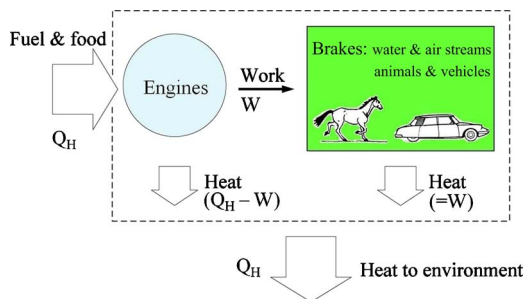 Fuel & food
Q_H
Engines
Work
W
Brakes: water & air streams
animals & vehicles
Heat
(Q_H – W)
Heat
(=W)
Q_H
Heat to environment